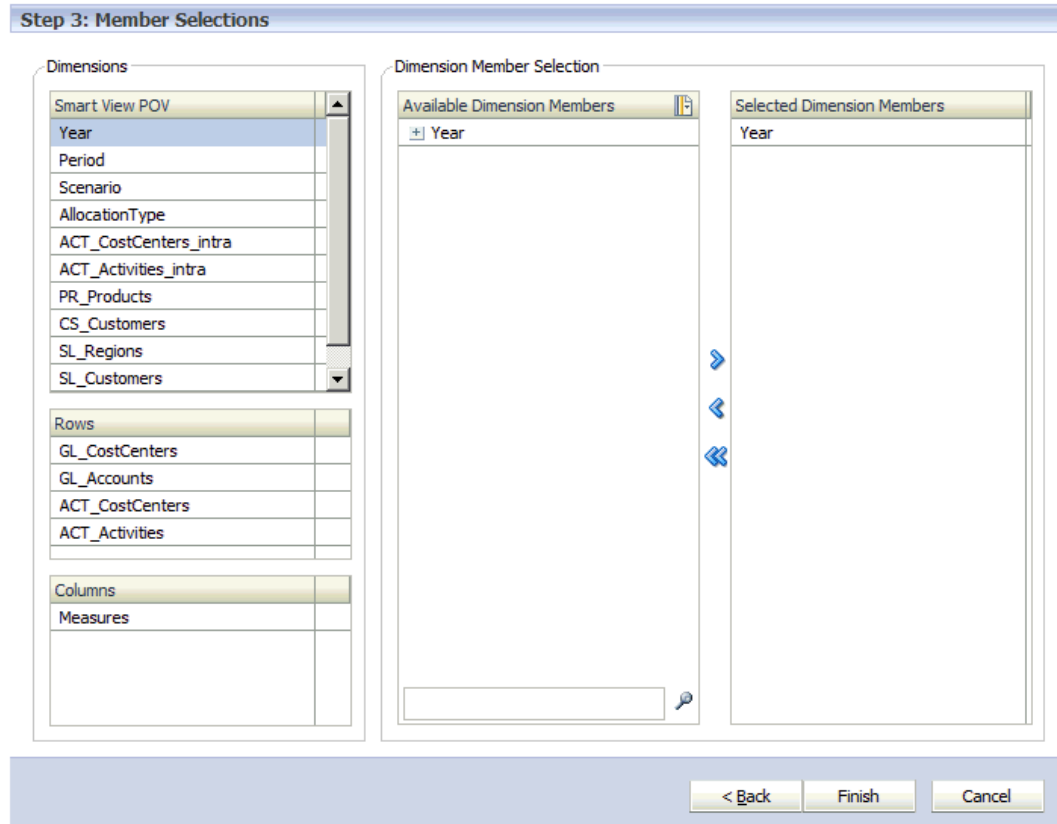 Step 3: Member Selections
Dimensions
Smart View POV
Year
Period
Scenario
AllocationType
ACT_CostCenters_intra
ACT_Activities_intra
PR_Products
CS_Customers
SL_Regions
SL_Customers
Rows
GL_CostCenters
GL_Accounts
ACT_CostCenters
ACT_Activities
Columns
Measures
Dimension Member Selection
Available Dimension Members
Year
Selected Dimension Members
Year
< Back
Finish
Cancel